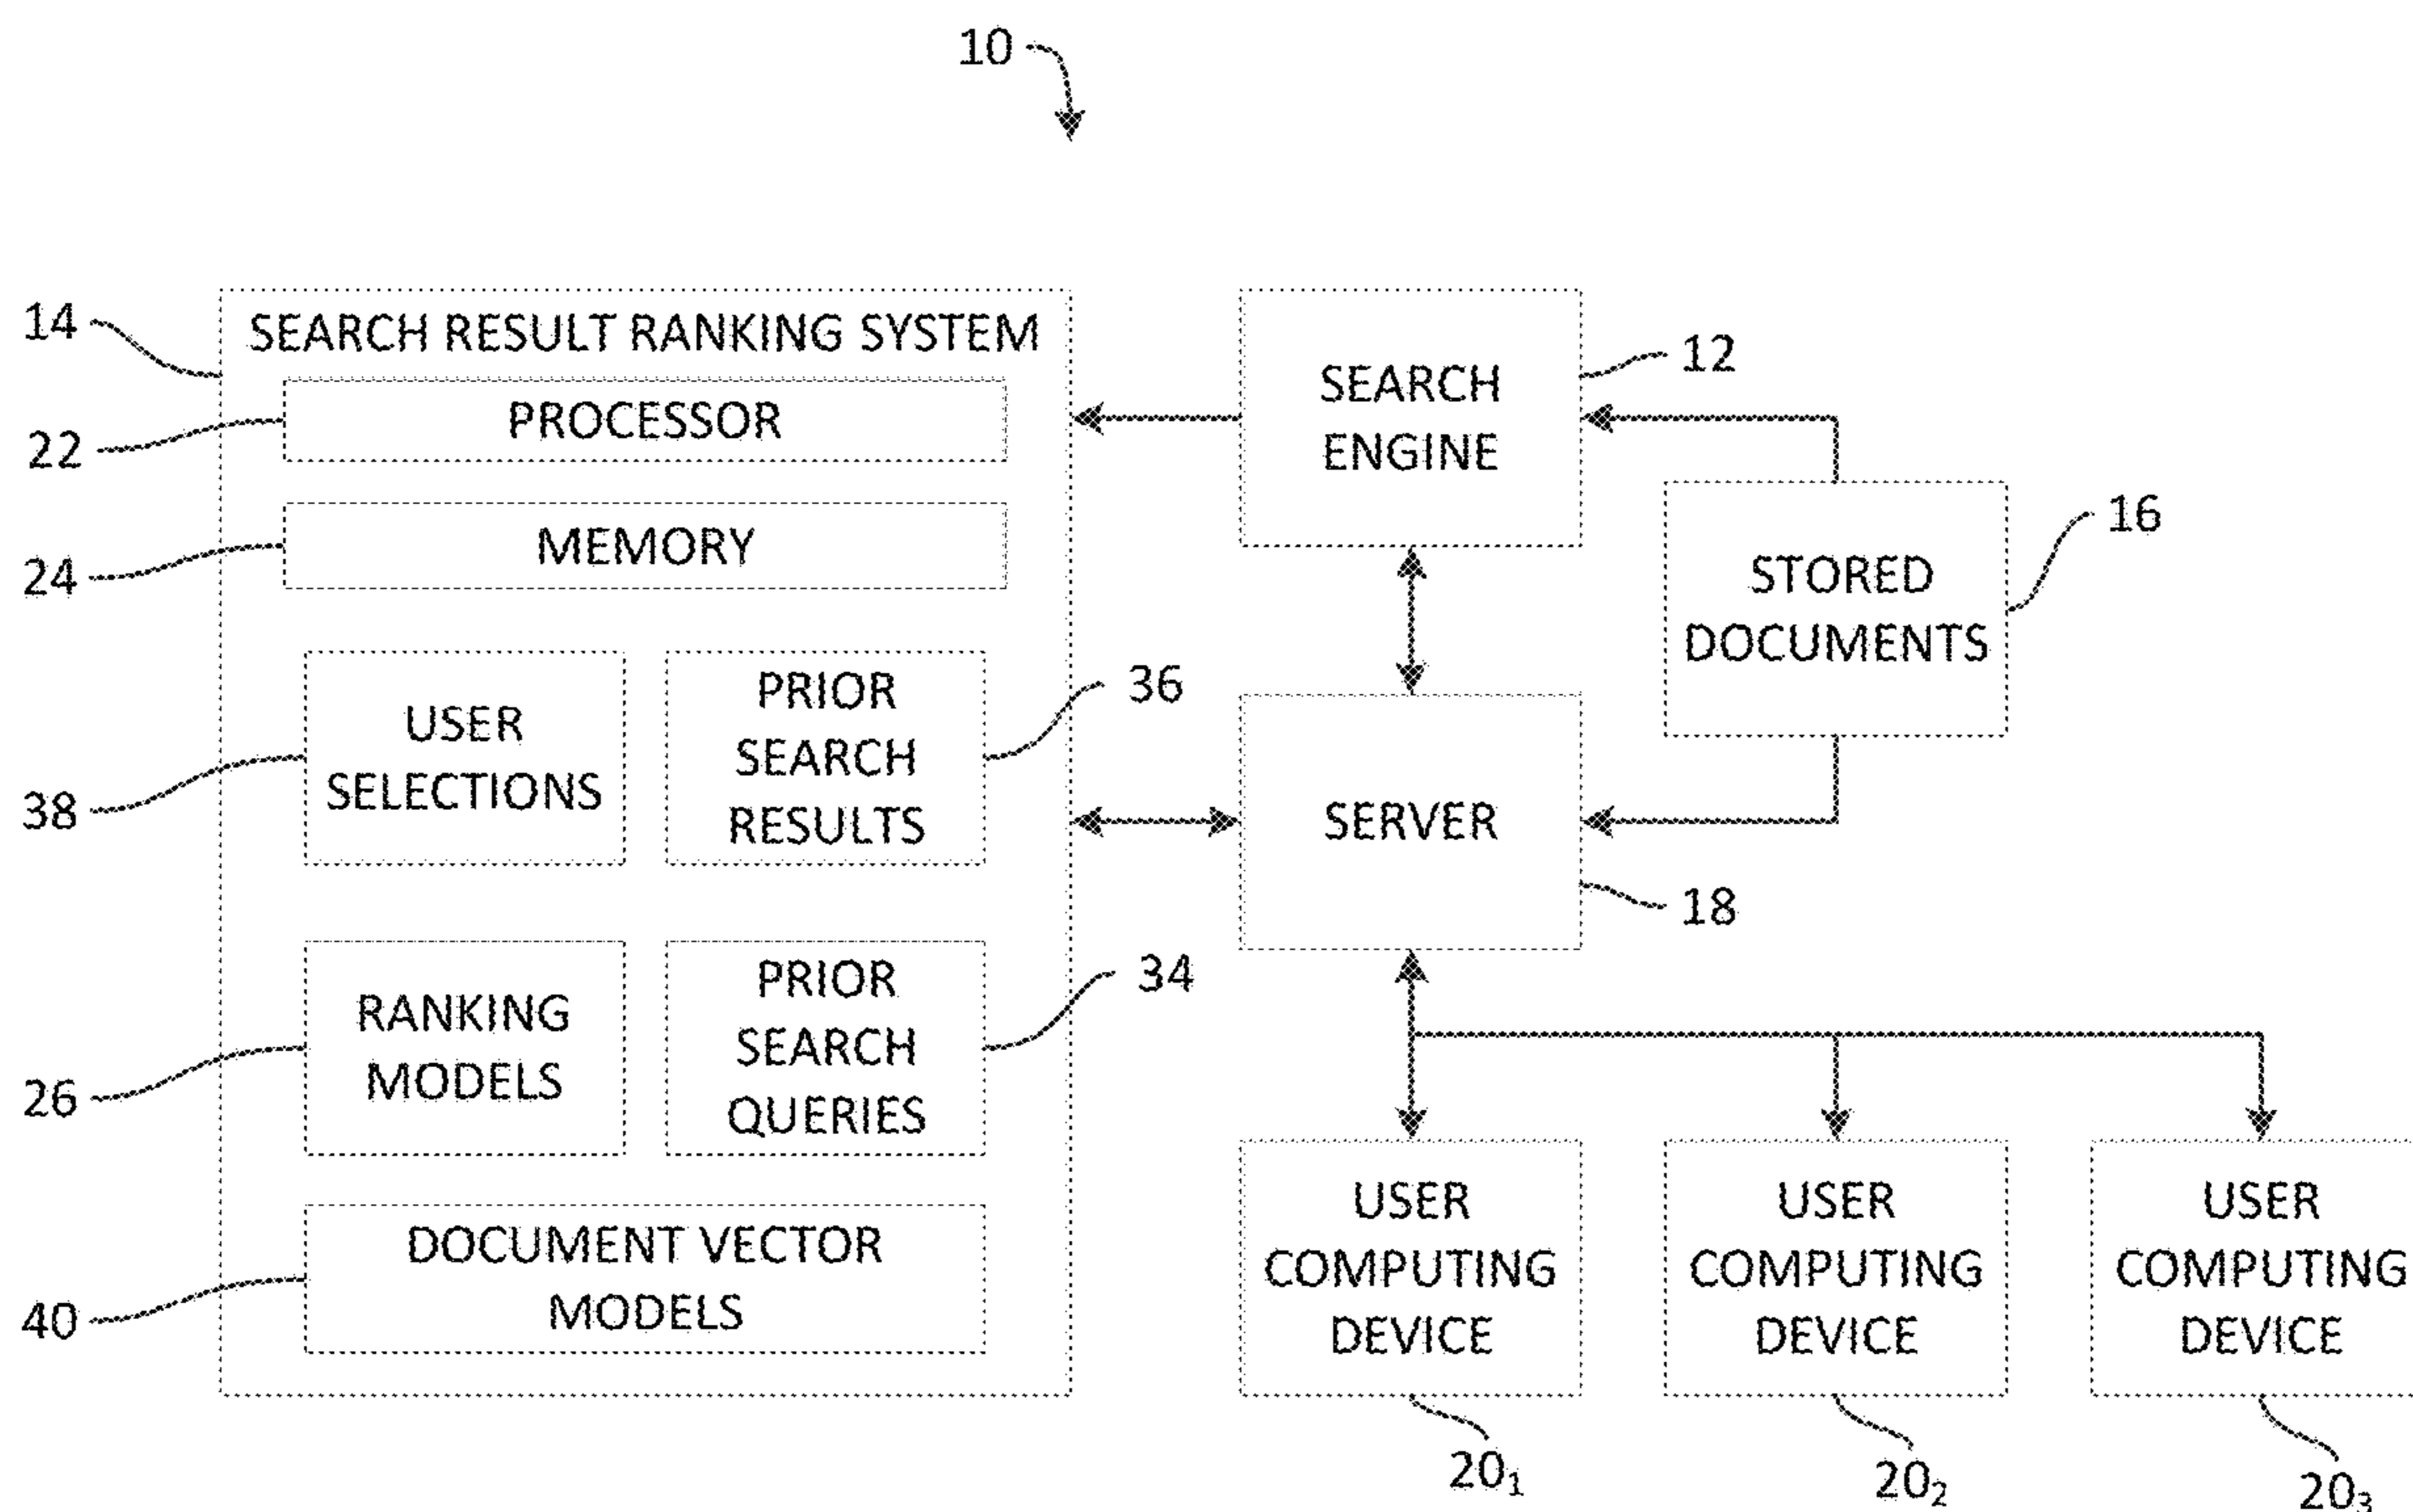 10
14
SEARCH RESULT RANKING SYSTEM
22
PROCESSOR
24
MEMORY
38
USER
SELECTIONS
36
PRIOR
SEARCH
RESULTS
26
RANKING
MODELS
34
PRIOR
SEARCH
QUERIES
40
DOCUMENT VECTOR
MODELS
12
SEARCH
ENGINE
16
STORED
DOCUMENTS
SERVER
18
USER
COMPUTING
DEVICE
20₁
USER
COMPUTING
DEVICE
20₂
USER
COMPUTING
DEVICE
20₃